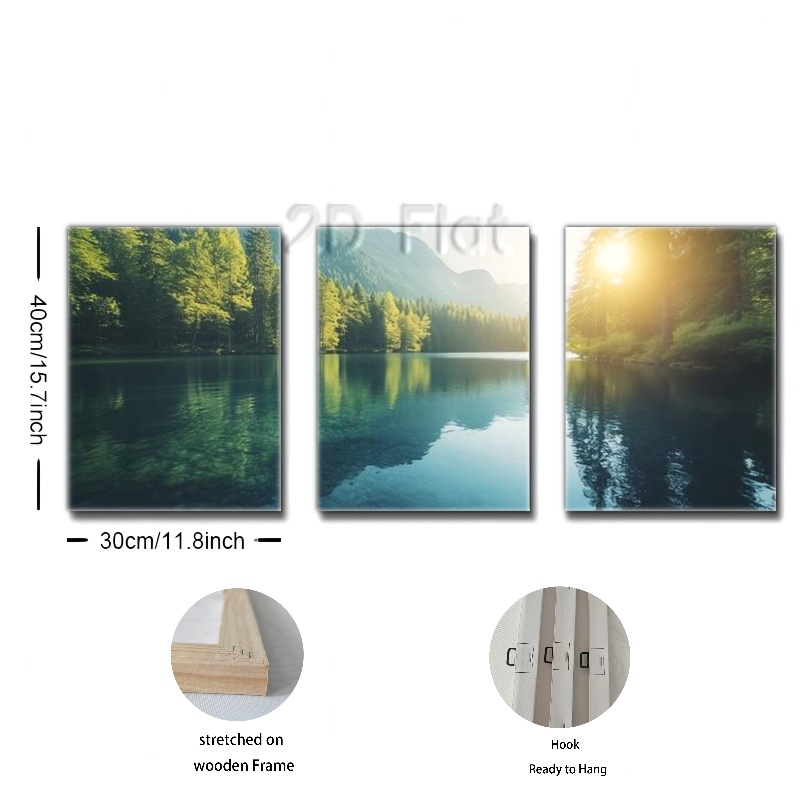 2D Flat
40cm/15.7inch
30cm/11.8inch
stretched on
wooden Frame
Hook
Ready to Hang